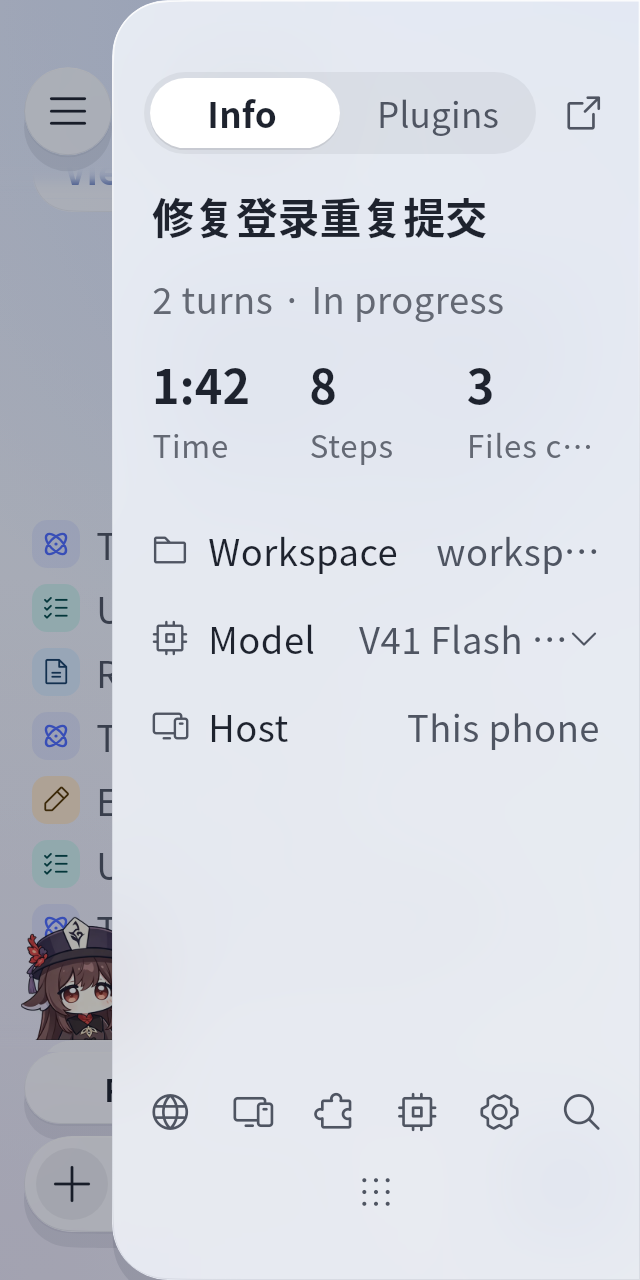 Info
Plugins
修复登录重复提交
2 turns · In progress
1:42
8
3
Time
Steps
Files c…
Workspace
worksp…
Model
V41 Flash …
Host
This phone